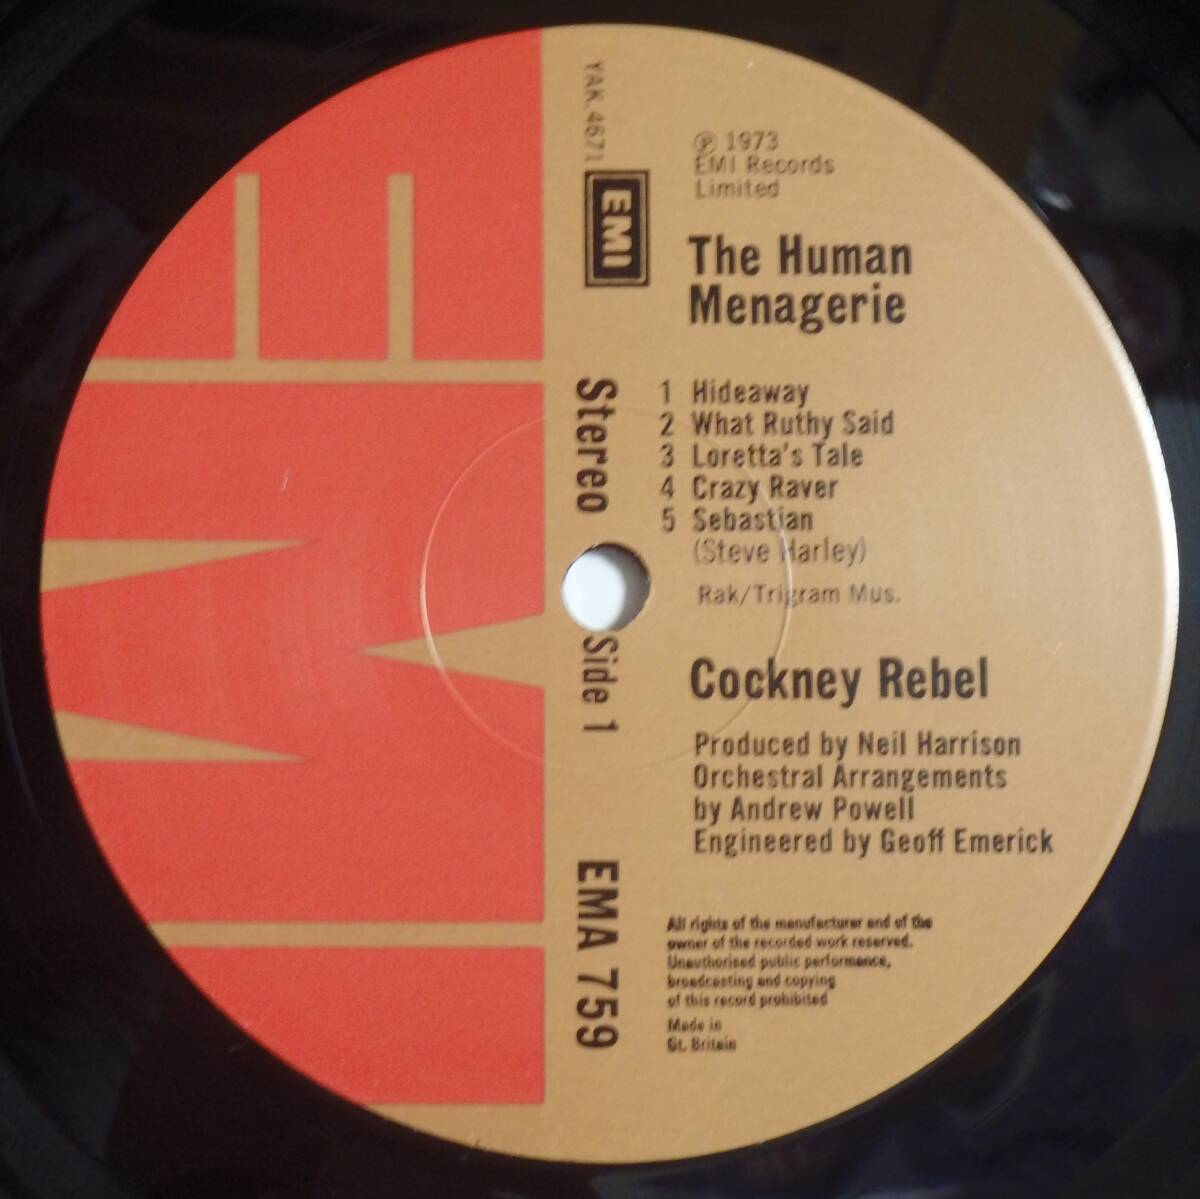 YAK.4671
EMI
Stereo
Side 1
EMA 759
℗ 1973
EMI Records
Limited
The Human
Menagerie
1 Hideaway
2 What Ruthy Said
3 Loretta's Tale
4 Crazy Raver
5 Sebastian
(Steve Harley)
Rak/Trigram Mus.
Cockney Rebel
Produced by Neil Harrison
Orchestral Arrangements
by Andrew Powell
Engineered by Geoff Emerick
All rights of the manufacturer and of the
owner of the recorded work reserved.
Unauthorised public performance,
broadcasting and copying
of this record prohibited
Made in
Gt. Britain
EMI